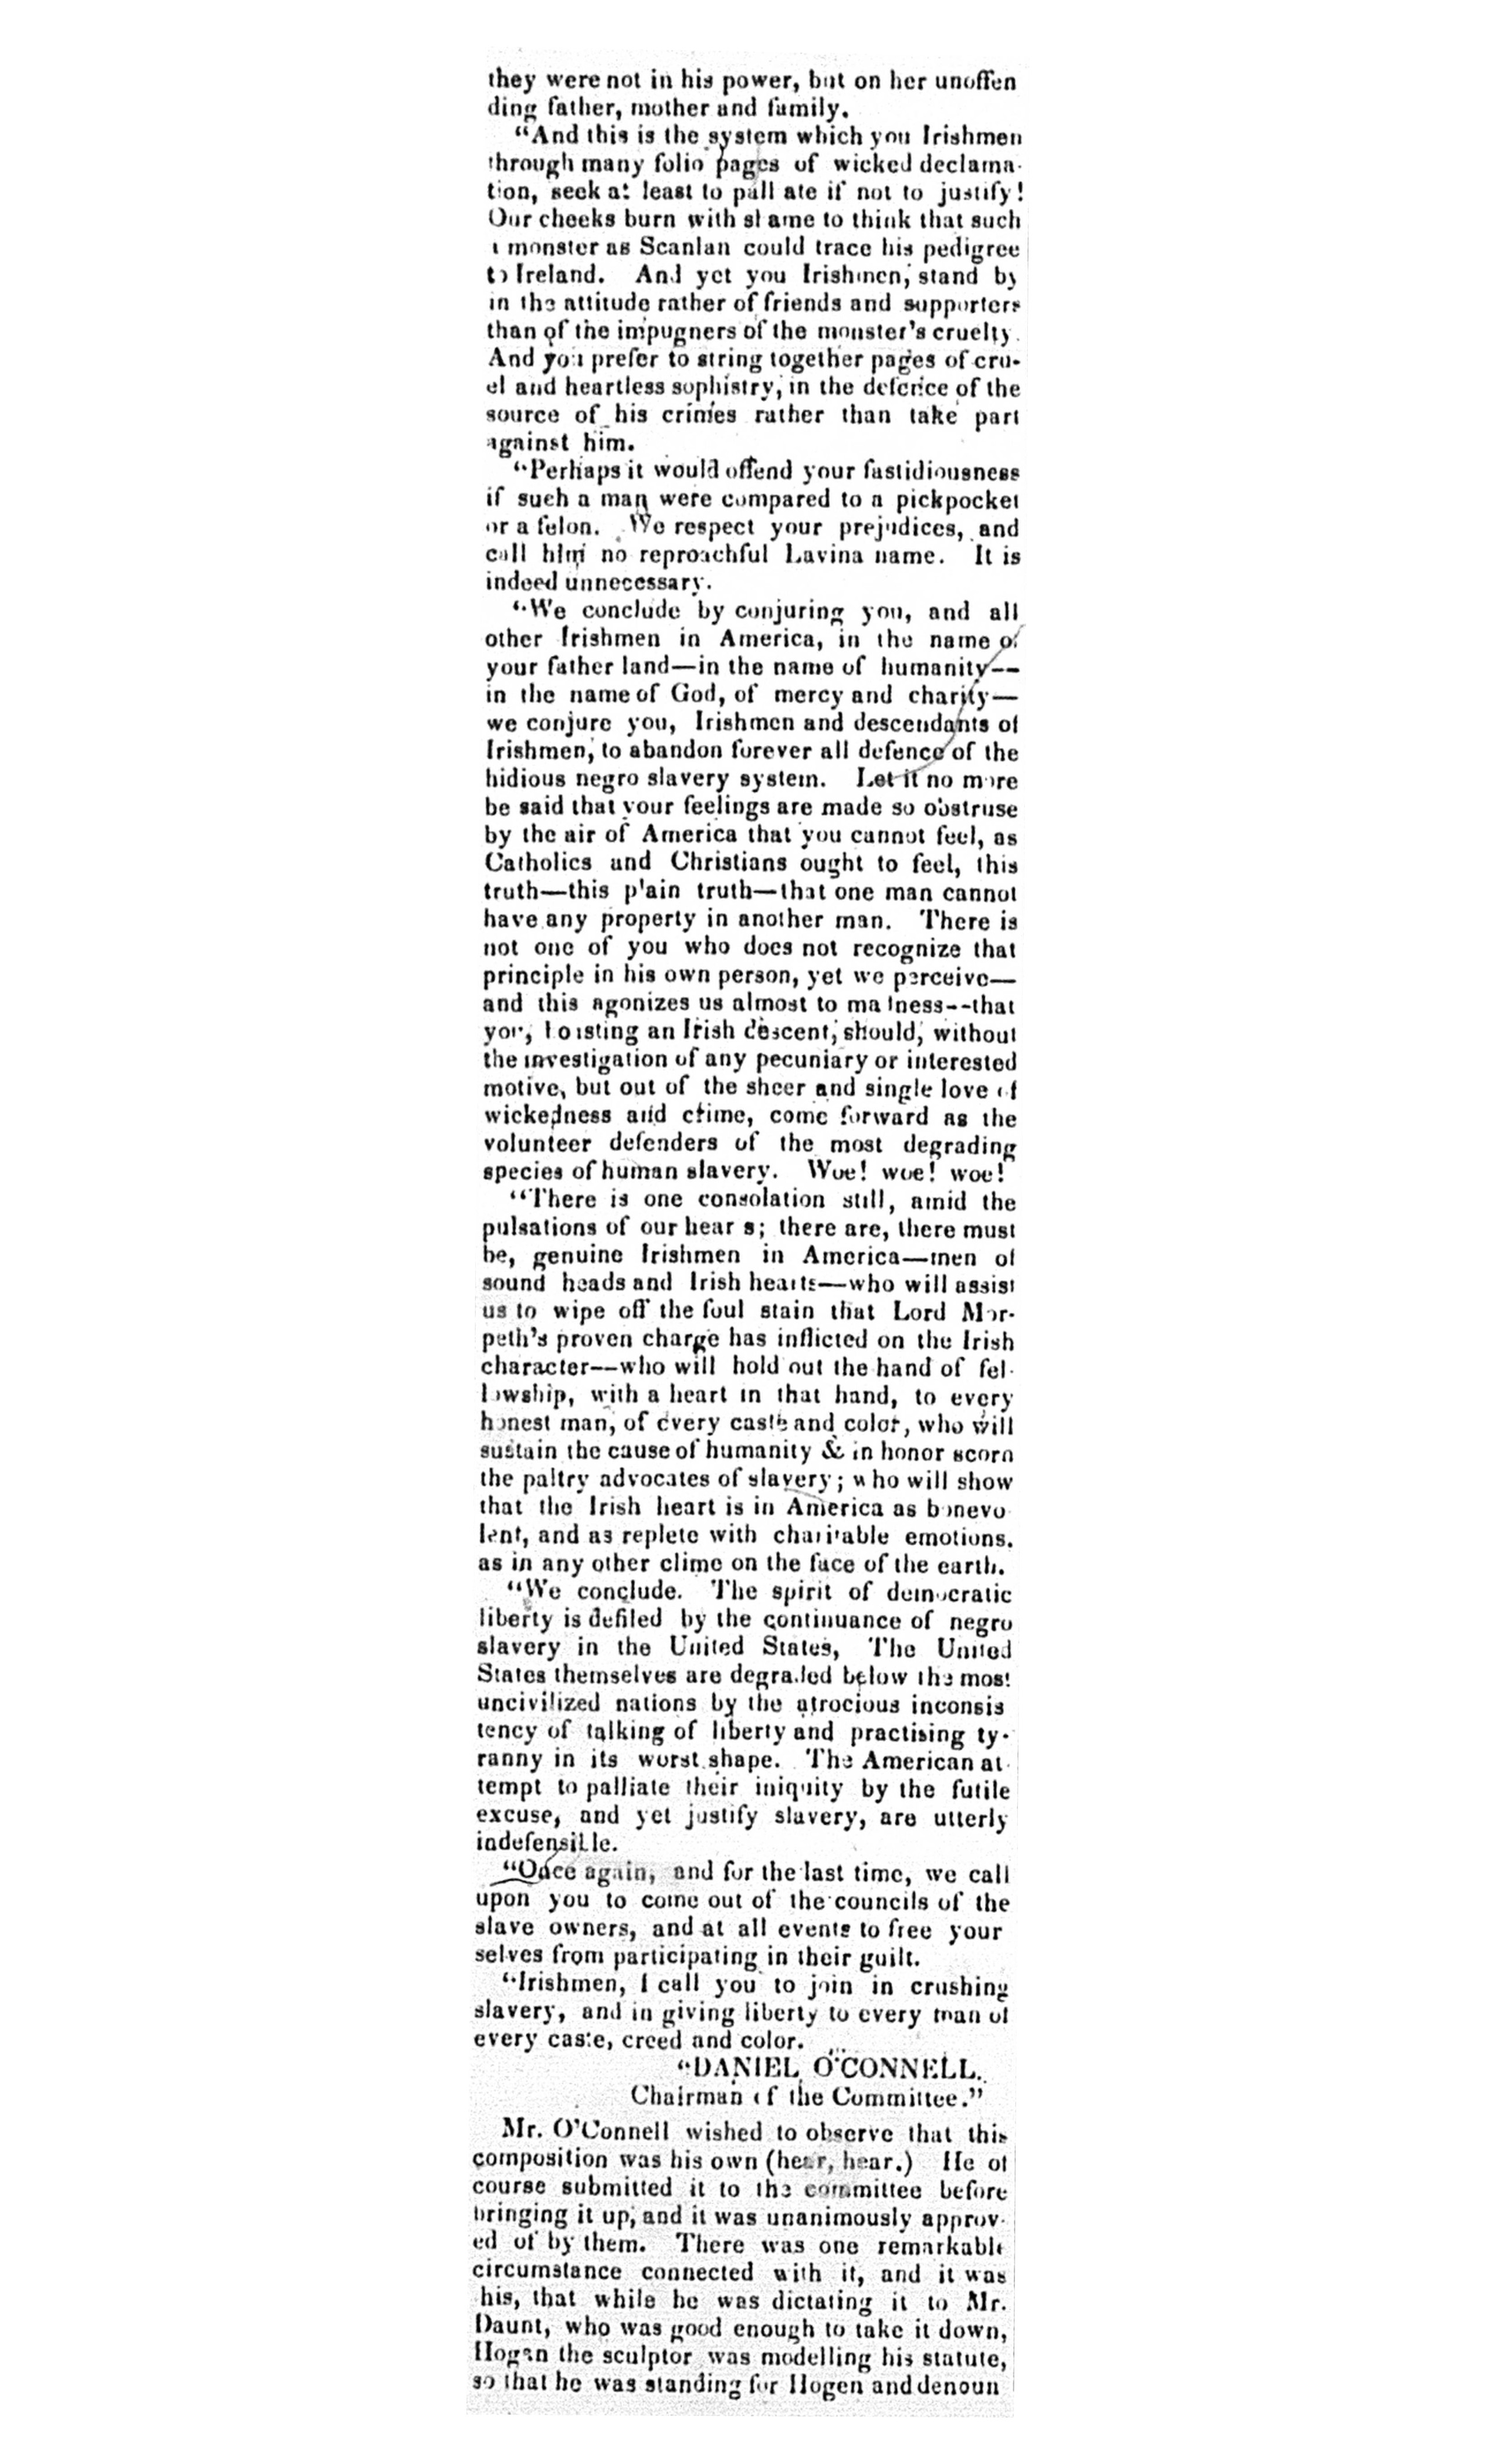 they were not in his power, but on her unoffen
ding father, mother and family.
"And this is the system which you Irishmen
through many folio pages of wicked declama-
tion, seek at least to pall ate if not to justify!
Our cheeks burn with shame to think that such
a monster as Scanlan could trace his pedigree
to Ireland. And yet you Irishmen, stand by
in the attitude rather of friends and supporters
than of the impugners of the monster's cruelty.
And you prefer to string together pages of cru-
el and heartless sophistry, in the defence of the
source of his crimes rather than take part
against him.
"Perhaps it would offend your fastidiousness
if such a man were compared to a pickpocket
or a felon. We respect your prejudices, and
call him no reproachful Lavina name. It is
indeed unnecessary.
"We conclude by conjuring you, and all
other Irishmen in America, in the name of
your father land—in the name of humanity—
in the name of God, of mercy and charity—
we conjure you, Irishmen and descendants of
Irishmen, to abandon forever all defence of the
hidious negro slavery system. Let it no more
be said that your feelings are made so obstruse
by the air of America that you cannot feel, as
Catholics and Christians ought to feel, this
truth—this plain truth—that one man cannot
have any property in another man. There is
not one of you who does not recognize that
principle in his own person, yet we perceive—
and this agonizes us almost to madness--that
you, boasting an Irish descent, should, without
the investigation of any pecuniary or interested
motive, but out of the sheer and single love of
wickedness and crime, come forward as the
volunteer defenders of the most degrading
species of human slavery. Woe! woe! woe!
"There is one consolation still, amid the
pulsations of our hear s; there are, there must
be, genuine Irishmen in America—men of
sound heads and Irish hearts—who will assist
us to wipe off the foul stain that Lord Mor-
peth's proven charge has inflicted on the Irish
character—who will hold out the hand of fel-
lowship, with a heart in that hand, to every
honest man, of every caste and color, who will
sustain the cause of humanity & in honor scorn
the paltry advocates of slavery; who will show
that the Irish heart is in America as benevo
lent, and as replete with charitable emotions.
as in any other clime on the face of the earth.
"We conclude. The spirit of democratic
liberty is defiled by the continuance of negro
slavery in the United States, The United
States themselves are degraded below the most
uncivilized nations by the atrocious inconsis
tency of talking of liberty and practising ty-
ranny in its worst shape. The American at-
tempt to palliate their iniquity by the futile
excuse, and yet justify slavery, are utterly
indefensible.
"Once again, and for the last time, we call
upon you to come out of the councils of the
slave owners, and at all events to free your
selves from participating in their guilt.
"Irishmen, I call you to join in crushing
slavery, and in giving liberty to every man of
every caste, creed and color.
"DANIEL O'CONNELL.
Chairman of the Committee."
Mr. O'Connell wished to observe that this
composition was his own (hear, hear.) He of
course submitted it to the committee before
bringing it up, and it was unanimously approv-
ed of by them. There was one remarkable
circumstance connected with it, and it was
this, that while he was dictating it to Mr.
Daunt, who was good enough to take it down,
Hogan the sculptor was modelling his statute,
so that he was standing for Hogen and denoun